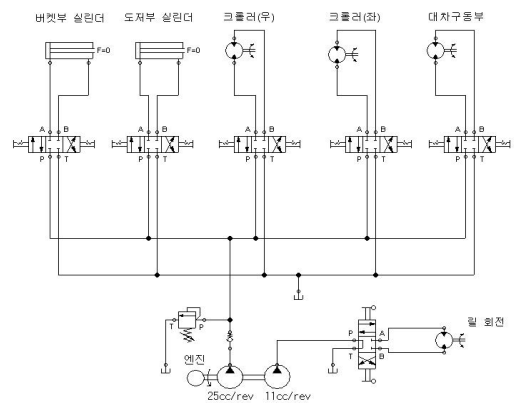 버켓부 실린더 도저부 실린더 크롤러(우) 크롤러(좌) 대차구동부
F=0 F=0
A B A B A B A B A B
P T P T P T P T P T
릴 회전
T P
P A
T B
엔진
25cc/rev 11cc/rev